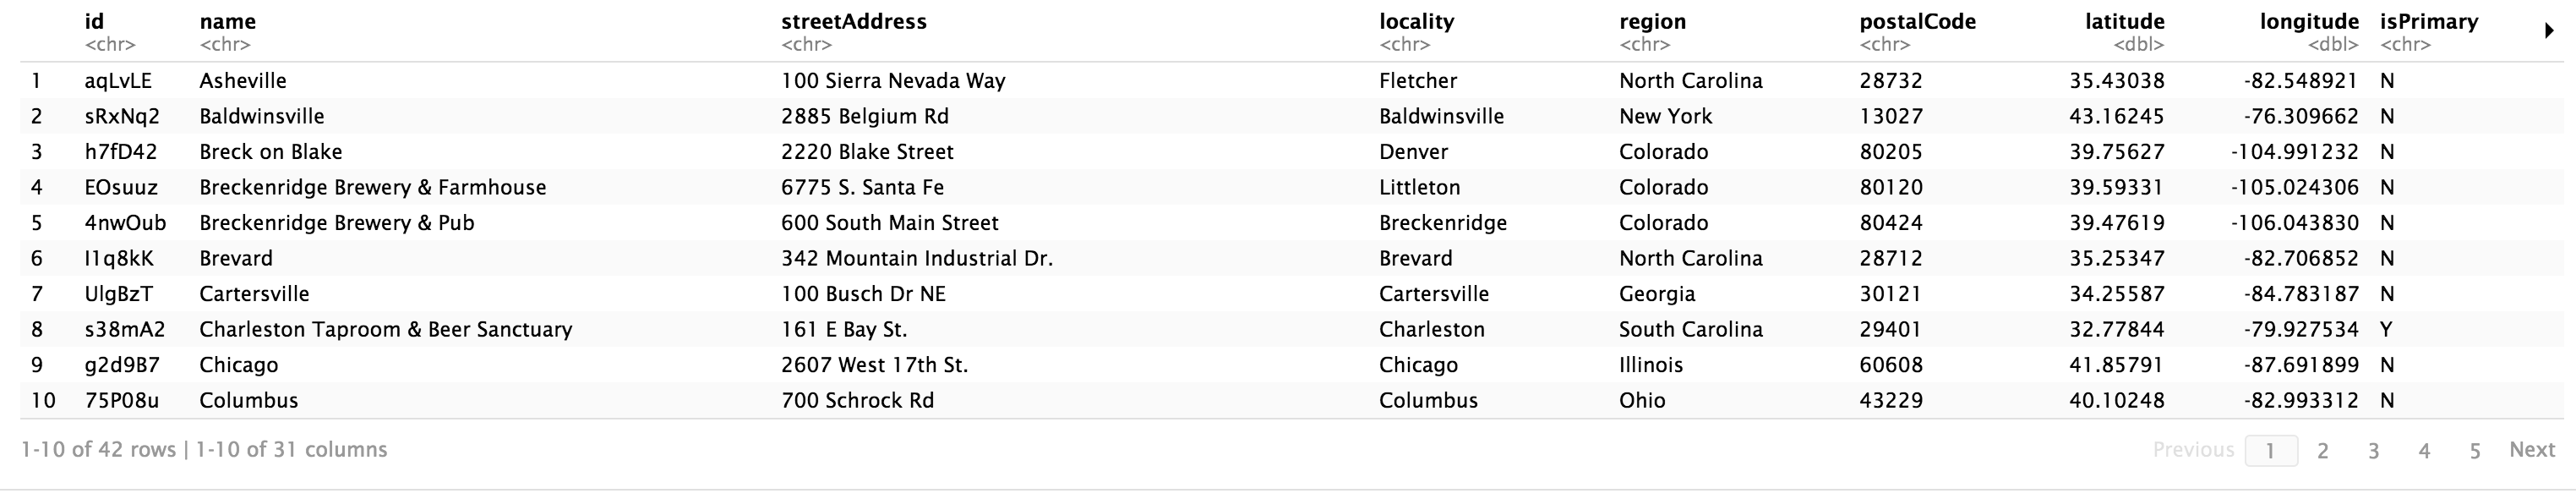 id name streetAddress locality region postalCode latitude longitude isPrimary
<chr> <chr> <chr> <chr> <chr> <chr> <dbl> <dbl> <chr>
1 aqLvLE Asheville 100 Sierra Nevada Way Fletcher North Carolina 28732 35.43038 -82.548921 N
2 sRxNq2 Baldwinsville 2885 Belgium Rd Baldwinsville New York 13027 43.16245 -76.309662 N
3 h7fD42 Breck on Blake 2220 Blake Street Denver Colorado 80205 39.75627 -104.991232 N
4 EOsuuz Breckenridge Brewery & Farmhouse 6775 S. Santa Fe Littleton Colorado 80120 39.59331 -105.024306 N
5 4nwOub Breckenridge Brewery & Pub 600 South Main Street Breckenridge Colorado 80424 39.47619 -106.043830 N
6 I1q8kK Brevard 342 Mountain Industrial Dr. Brevard North Carolina 28712 35.25347 -82.706852 N
7 UlgBzT Cartersville 100 Busch Dr NE Cartersville Georgia 30121 34.25587 -84.783187 N
8 s38mA2 Charleston Taproom & Beer Sanctuary 161 E Bay St. Charleston South Carolina 29401 32.77844 -79.927534 Y
9 g2d9B7 Chicago 2607 West 17th St. Chicago Illinois 60608 41.85791 -87.691899 N
10 75P08u Columbus 700 Schrock Rd Columbus Ohio 43229 40.10248 -82.993312 N
1-10 of 42 rows | 1-10 of 31 columns Previous 1 2 3 4 5 Next